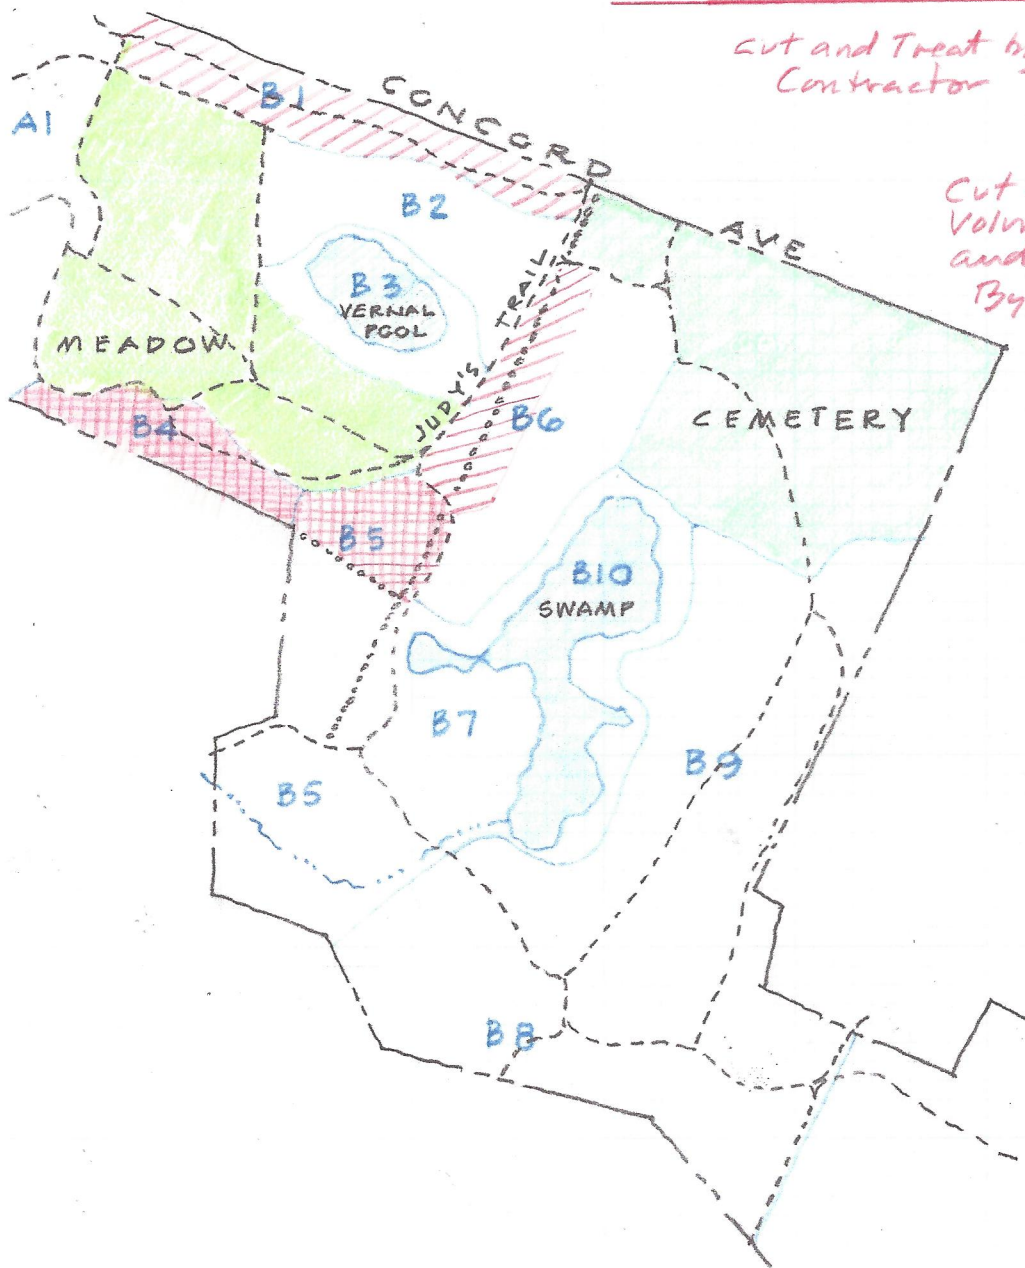 cut and Treat by
Contractor
CONCORD AVE
A1
B1
Cut
and
By
B2
B3
VERNAL
POOL
JUDY'S TRAIL
MEADOW
B4
B6
CEMETERY
B5
B10
SWAMP
B7
B9
B5
B8